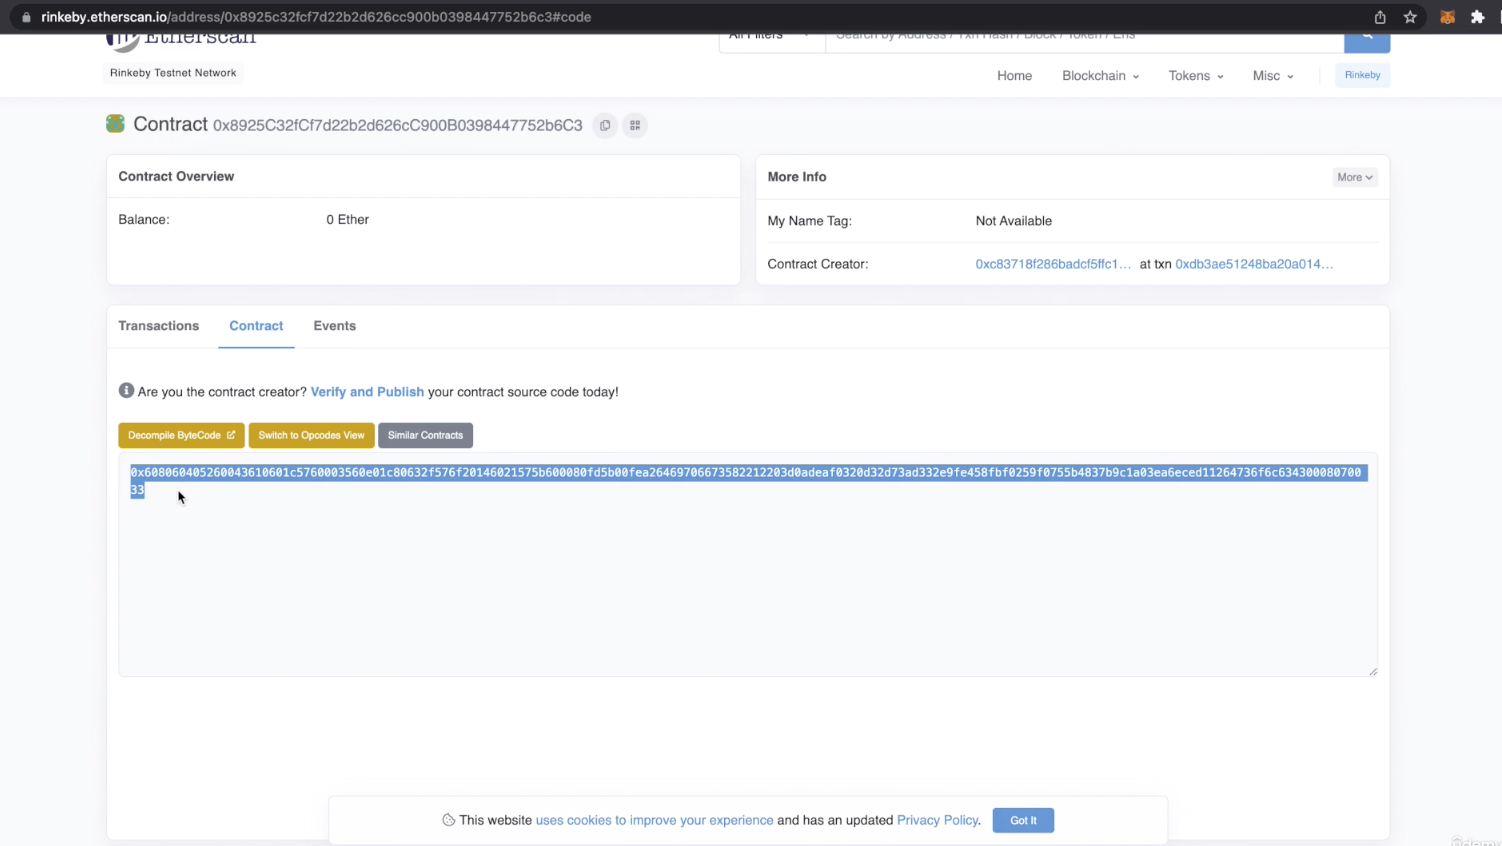 rinkeby.etherscan.io/address/0x8925c32fcf7d22b2d626cc900b0398447752b6c3#code
Etherscan
All Filters
Search by Address / Txn Hash / Block / Token / Ens
Rinkeby Testnet Network
Home Blockchain Tokens Misc Rinkeby
Contract 0x8925C32fCf7d22b2d626cC900B0398447752b6C3
Contract Overview
Balance: 0 Ether
More Info
More
My Name Tag: Not Available
Contract Creator: 0xc83718f286badcf5ffc1... at txn 0xdb3ae51248ba20a014...
Transactions Contract Events
Are you the contract creator? Verify and Publish your contract source code today!
Decompile ByteCode Switch to Opcodes View Similar Contracts
0x608060405260043610601c5760003560e01c80632f576f20146021575b600080fd5b00fea26469706673582212203d0adeaf0320d32d73ad332e9fe458fbf0259f0755b4837b9c1a03ea6eced11264736f6c634300080700
33
This website uses cookies to improve your experience and has an updated Privacy Policy. Got It